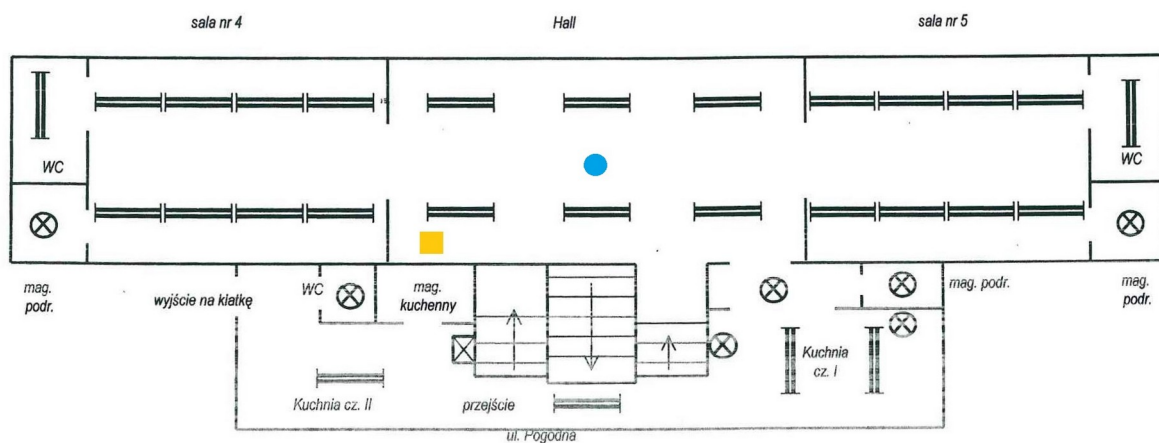 sala nr 4
Hall
sala nr 5
WC
WC
mag.
podr.
wyjście na klatkę
WC
mag.
kuchenny
mag. podr.
mag.
podr.
Kuchnia
cz. I
Kuchnia cz. II
przejście
ul. Pogodna